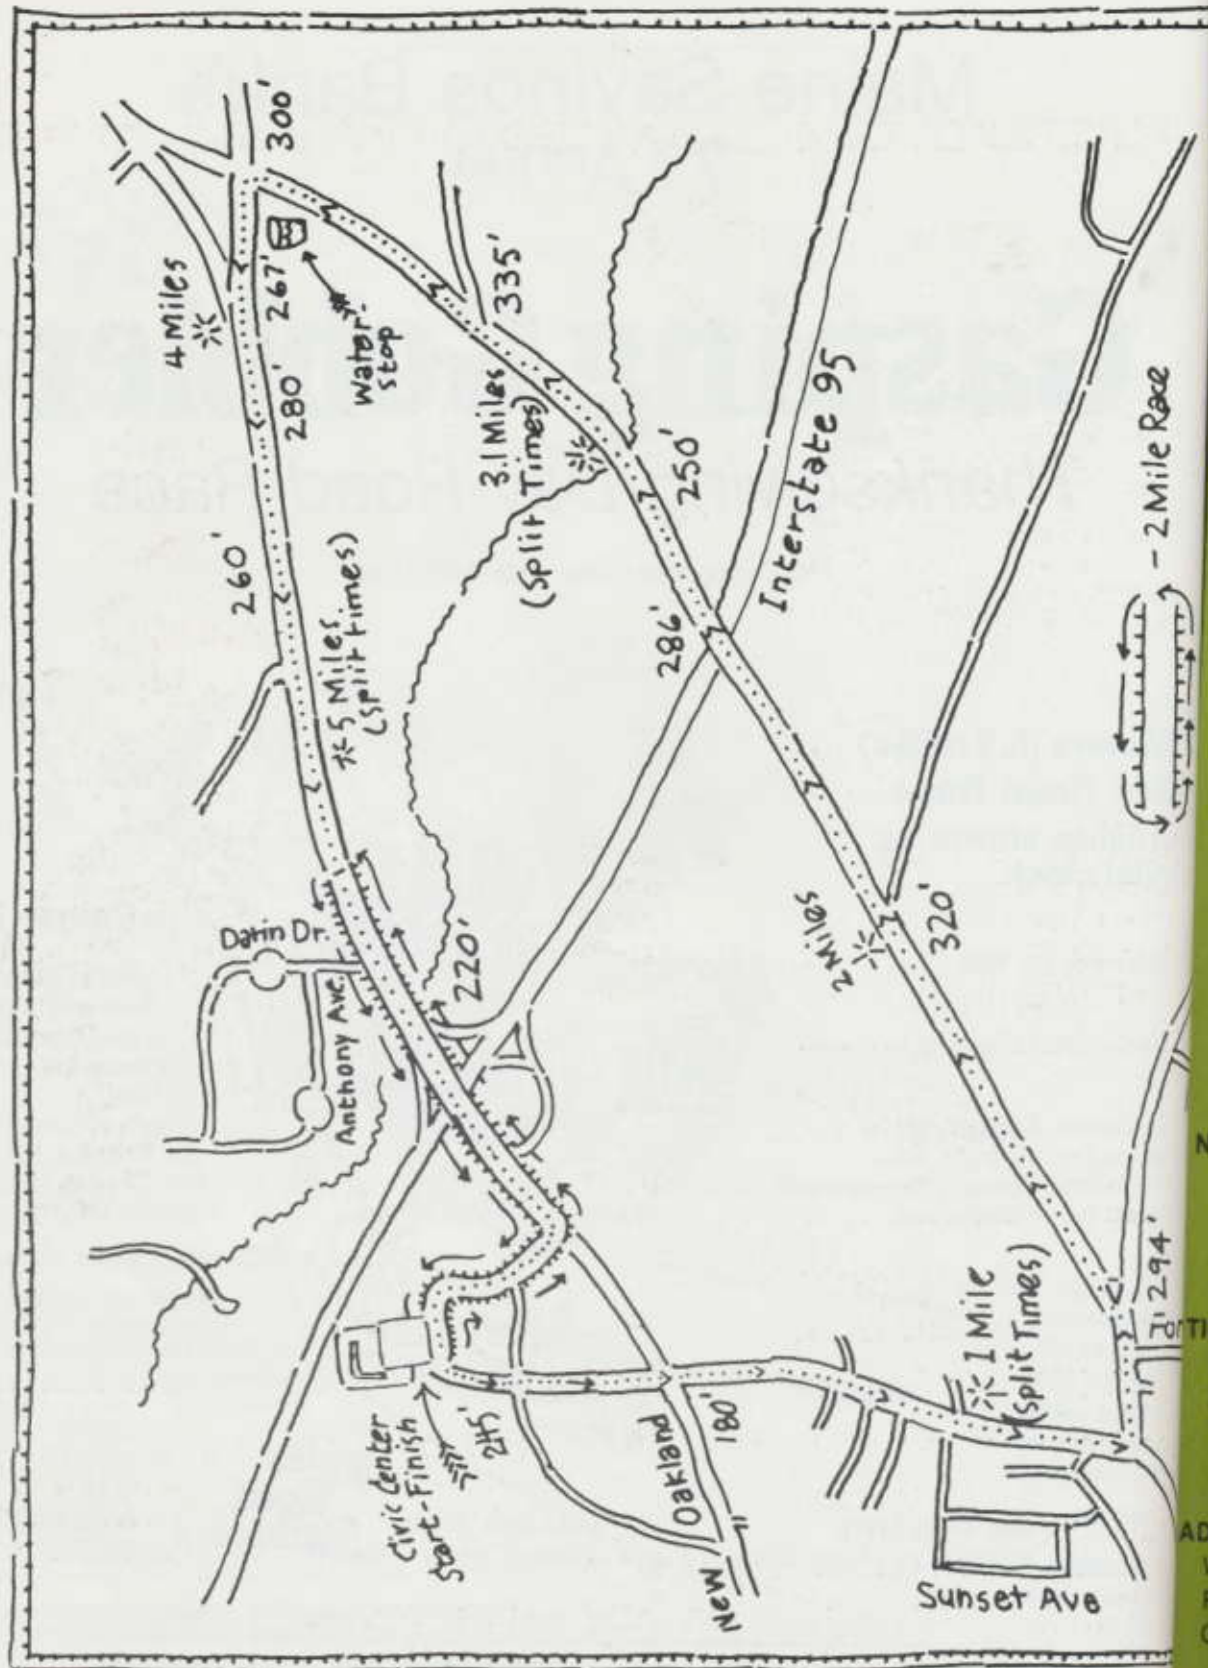 300'
4 Miles
267'
Water
stop
335'
280'
3.1 Miles
(Split Times)
250'
Interstate 95
- 2 Mile Race
260'
5 Miles
(Split times)
286'
2 Miles
320'
Darin Dr.
Anthony Ave.
220'
294'
1 Mile
(Split Times)
Civic Center
Start-Finish
245'
180'
New Oakland
Sunset Ave